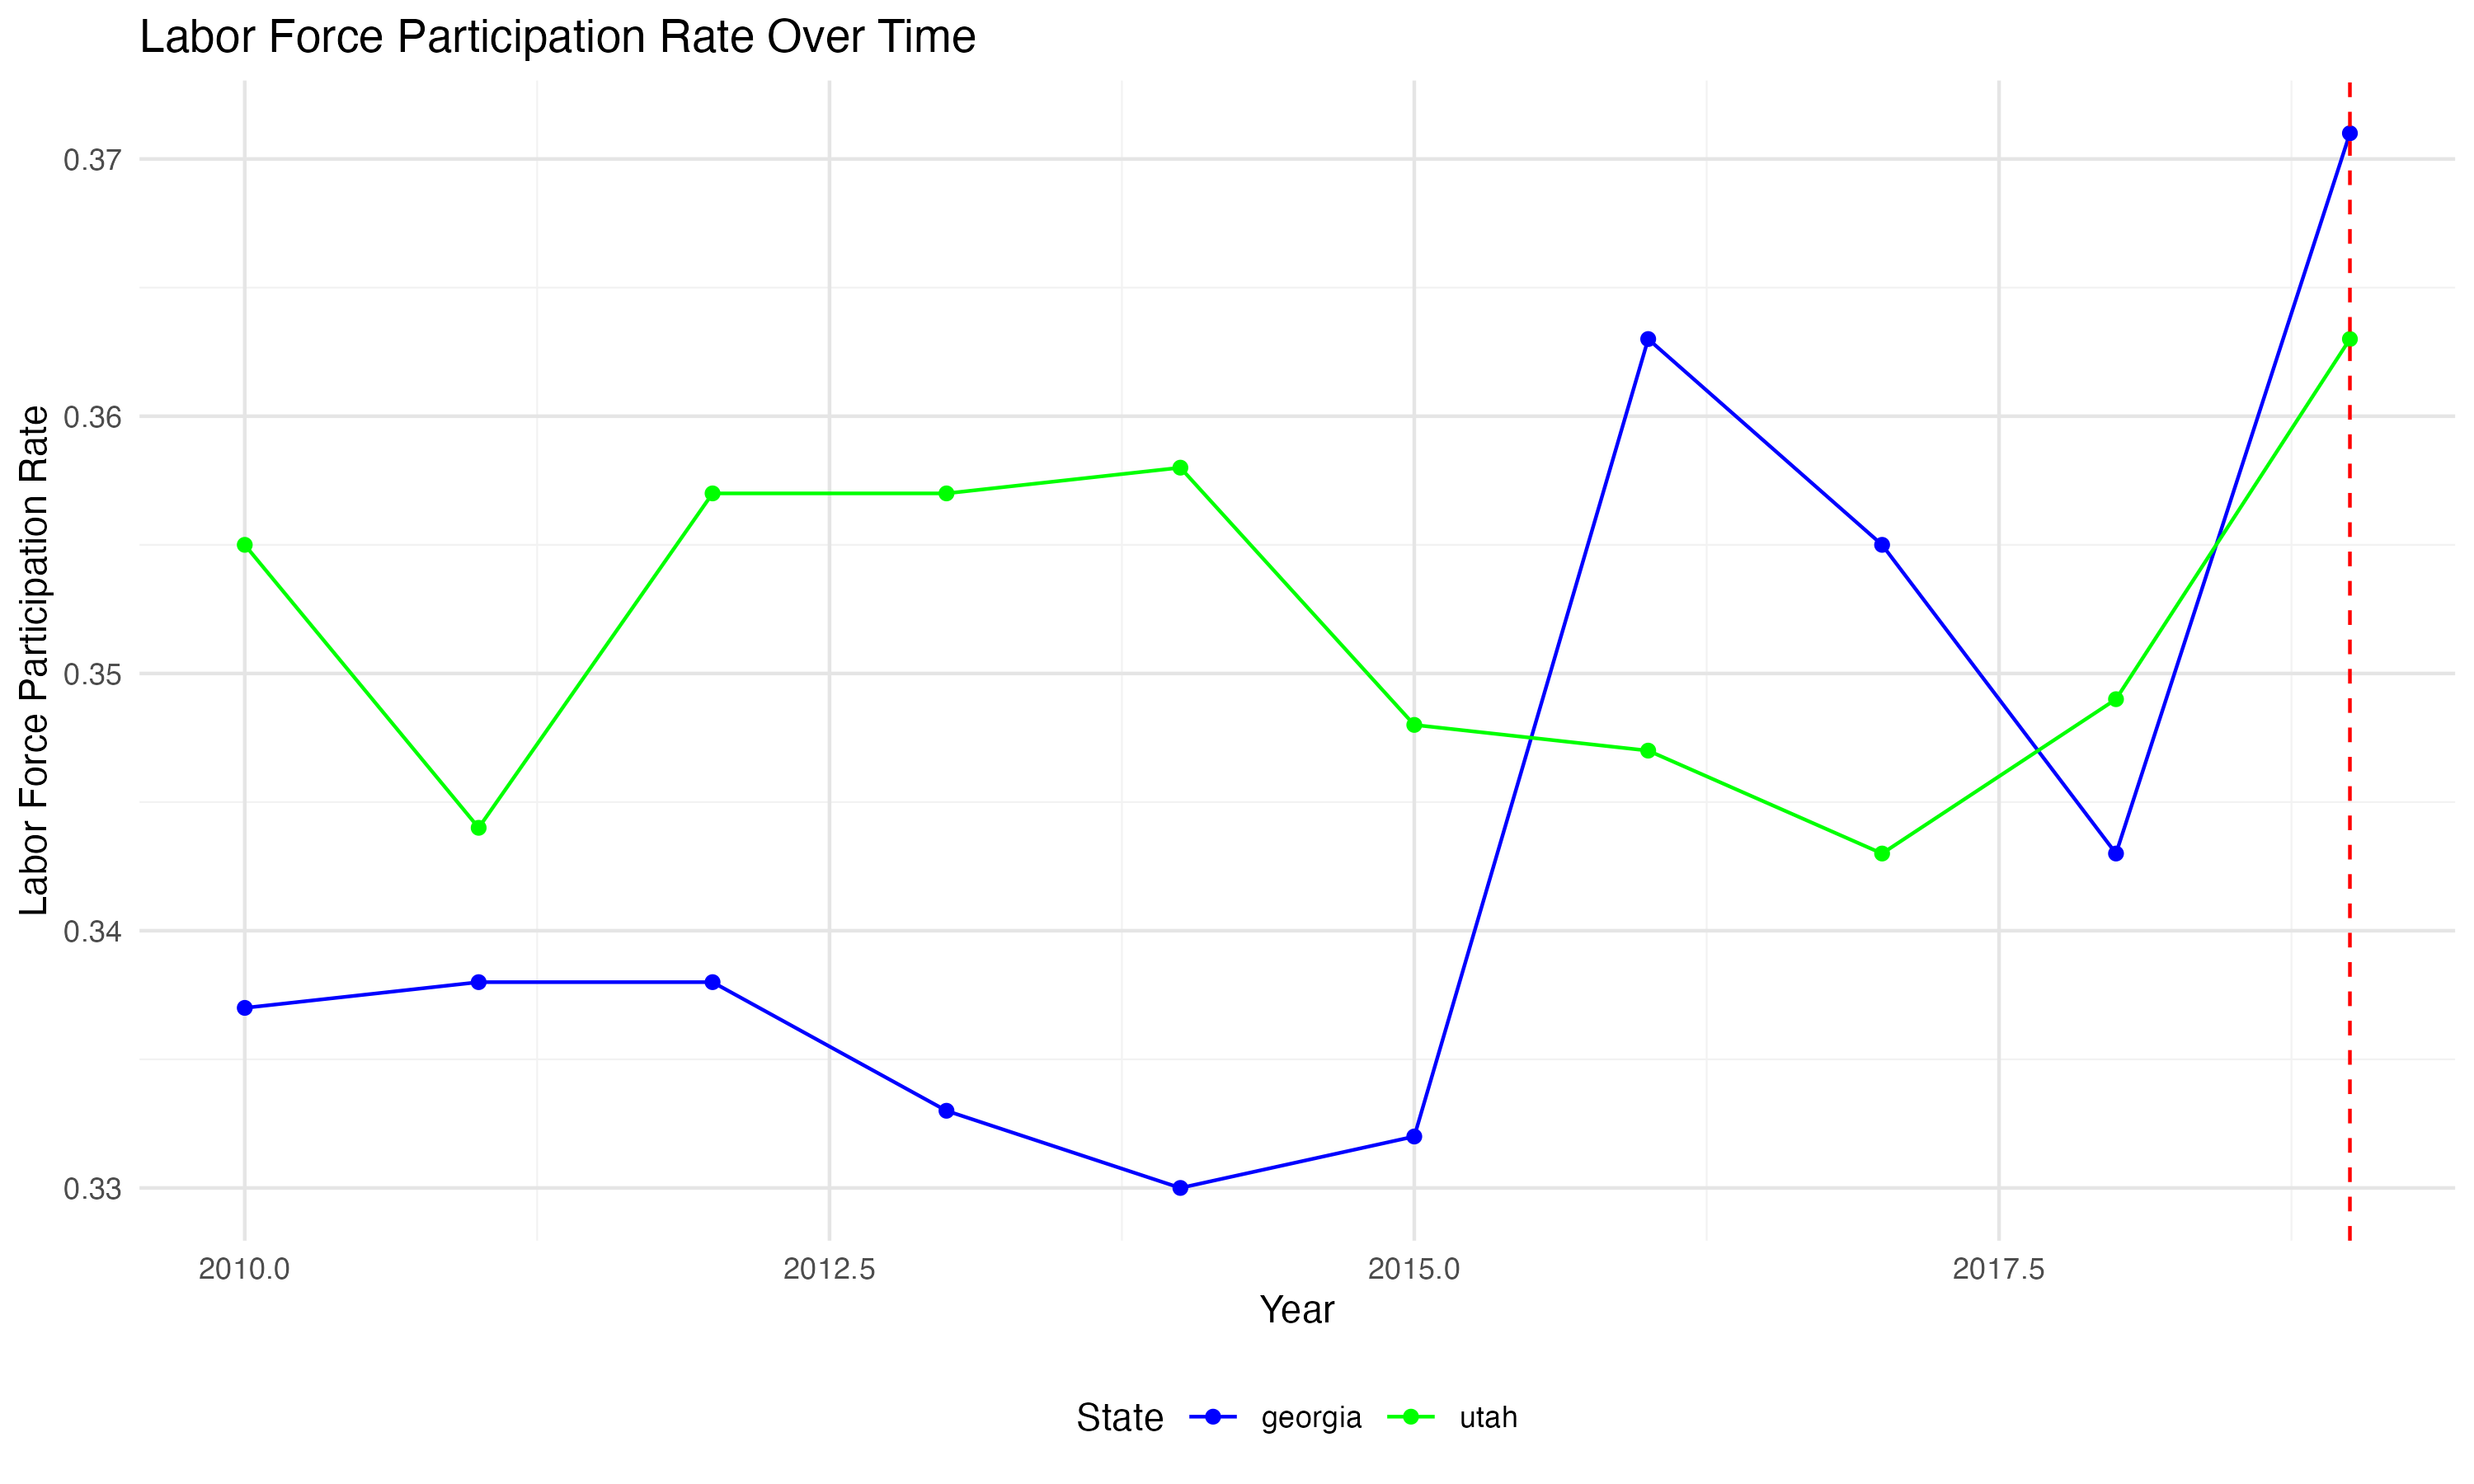 Labor Force Participation Rate Over Time
Labor Force Participation Rate
0.37
0.36
0.35
0.34
0.33
2010.0 2012.5 2015.0 2017.5
Year
State georgia utah